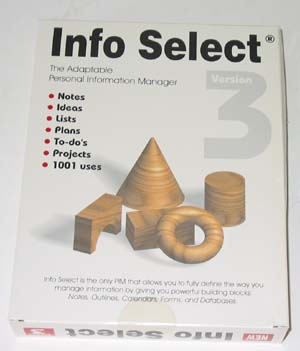 Info Select®
The Adaptable
Personal Information Manager
Version
3
• Notes
• Ideas
• Lists
• Plans
• To-do's
• Projects
• 1001 uses
Info Select is the only PIM that allows you to fully define the way you
manage information by giving you powerful building blocks:
Notes, Outlines, Calendars, Forms, and Databases.
3
Info Select
NEW